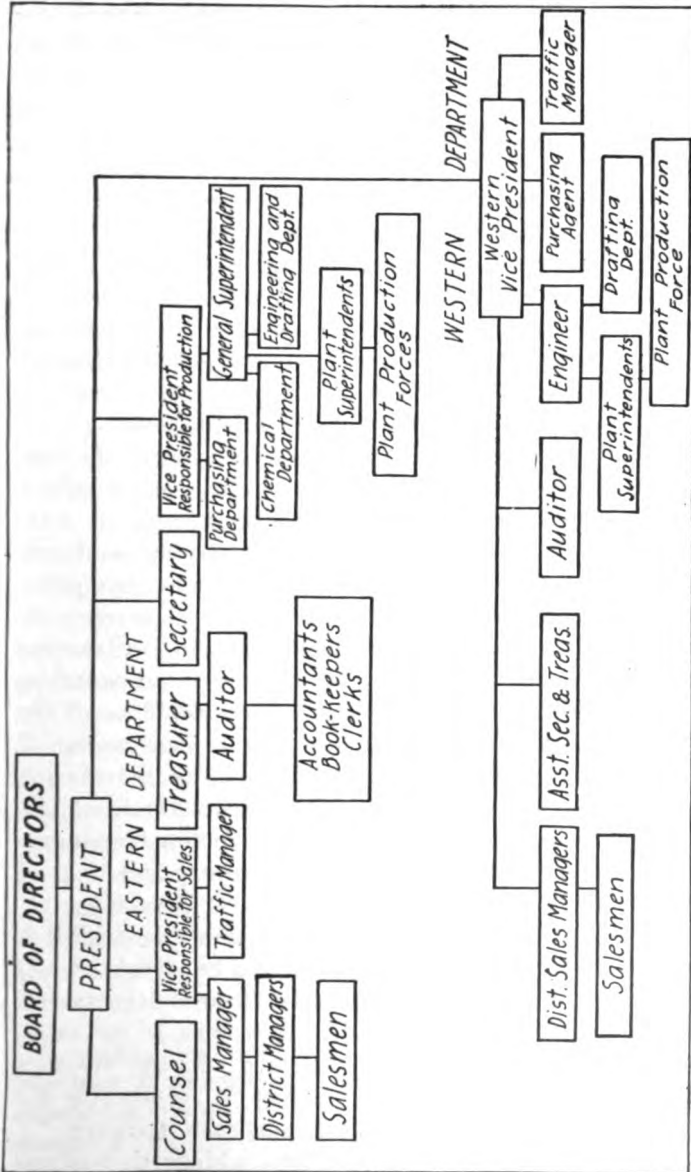 BOARD OF DIRECTORS
PRESIDENT
EASTERN DEPARTMENT
Counsel
Vice President
Responsible for Sales
Treasurer
Secretary
Vice President
Responsible for Production
Sales Manager
Traffic Manager
Auditor
Purchasing
Department
General Superintendent
District Managers
Chemical
Department
Engineering and
Drafting Dept.
Salesmen
Accountants
Book-Keepers
Clerks
Plant
Superintendents
Plant Production
Forces
WESTERN DEPARTMENT
Western
Vice President
Dist. Sales Managers
Asst. Sec. & Treas.
Auditor
Engineer
Purchasing
Agent
Traffic
Manager
Salesmen
Plant
Superintendents
Drafting
Dept.
Plant Production
Force